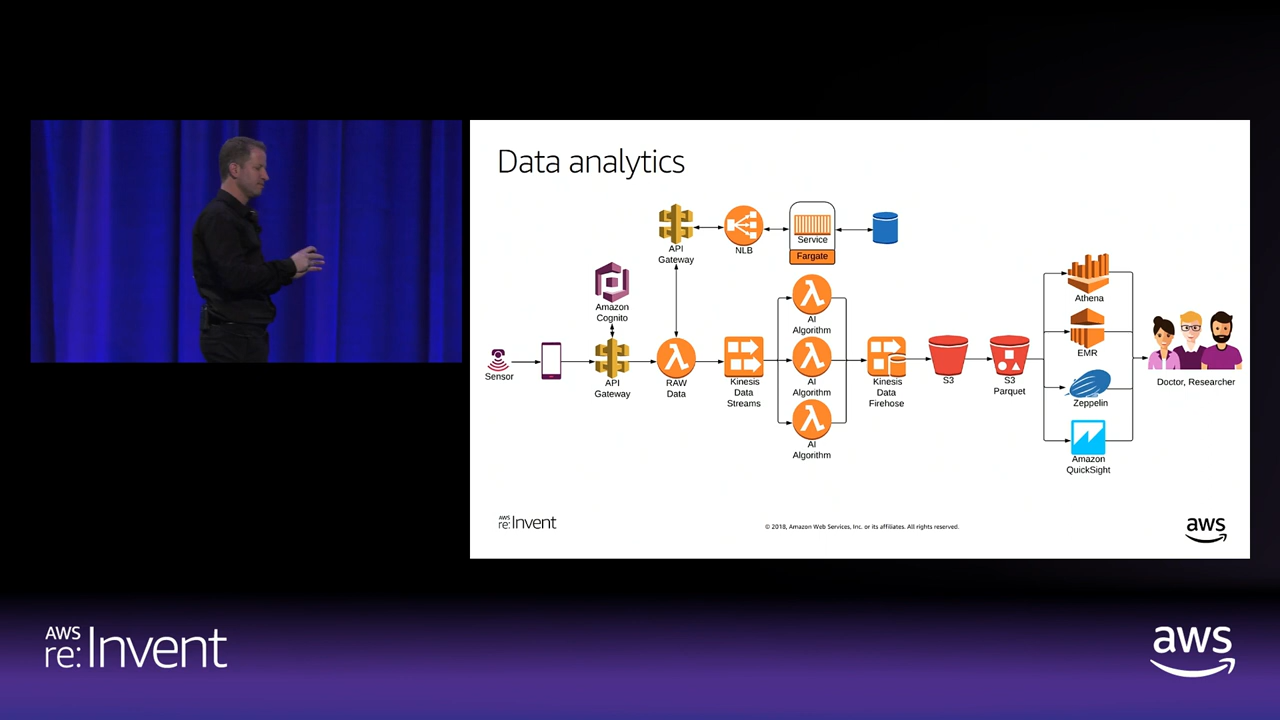 Data analytics
API
Gateway
NLB
Service
Fargate
Amazon
Cognito
AI
Algorithm
Sensor
API
Gateway
RAW
Data
Kinesis
Data
Streams
AI
Algorithm
Kinesis
Data
Firehose
S3
S3
Parquet
AI
Algorithm
Athena
EMR
Zeppelin
Amazon
QuickSight
Doctor, Researcher
AWS
re:Invent
© 2018, Amazon Web Services, Inc. or its affiliates. All rights reserved.
aws
AWS
re:Invent
aws